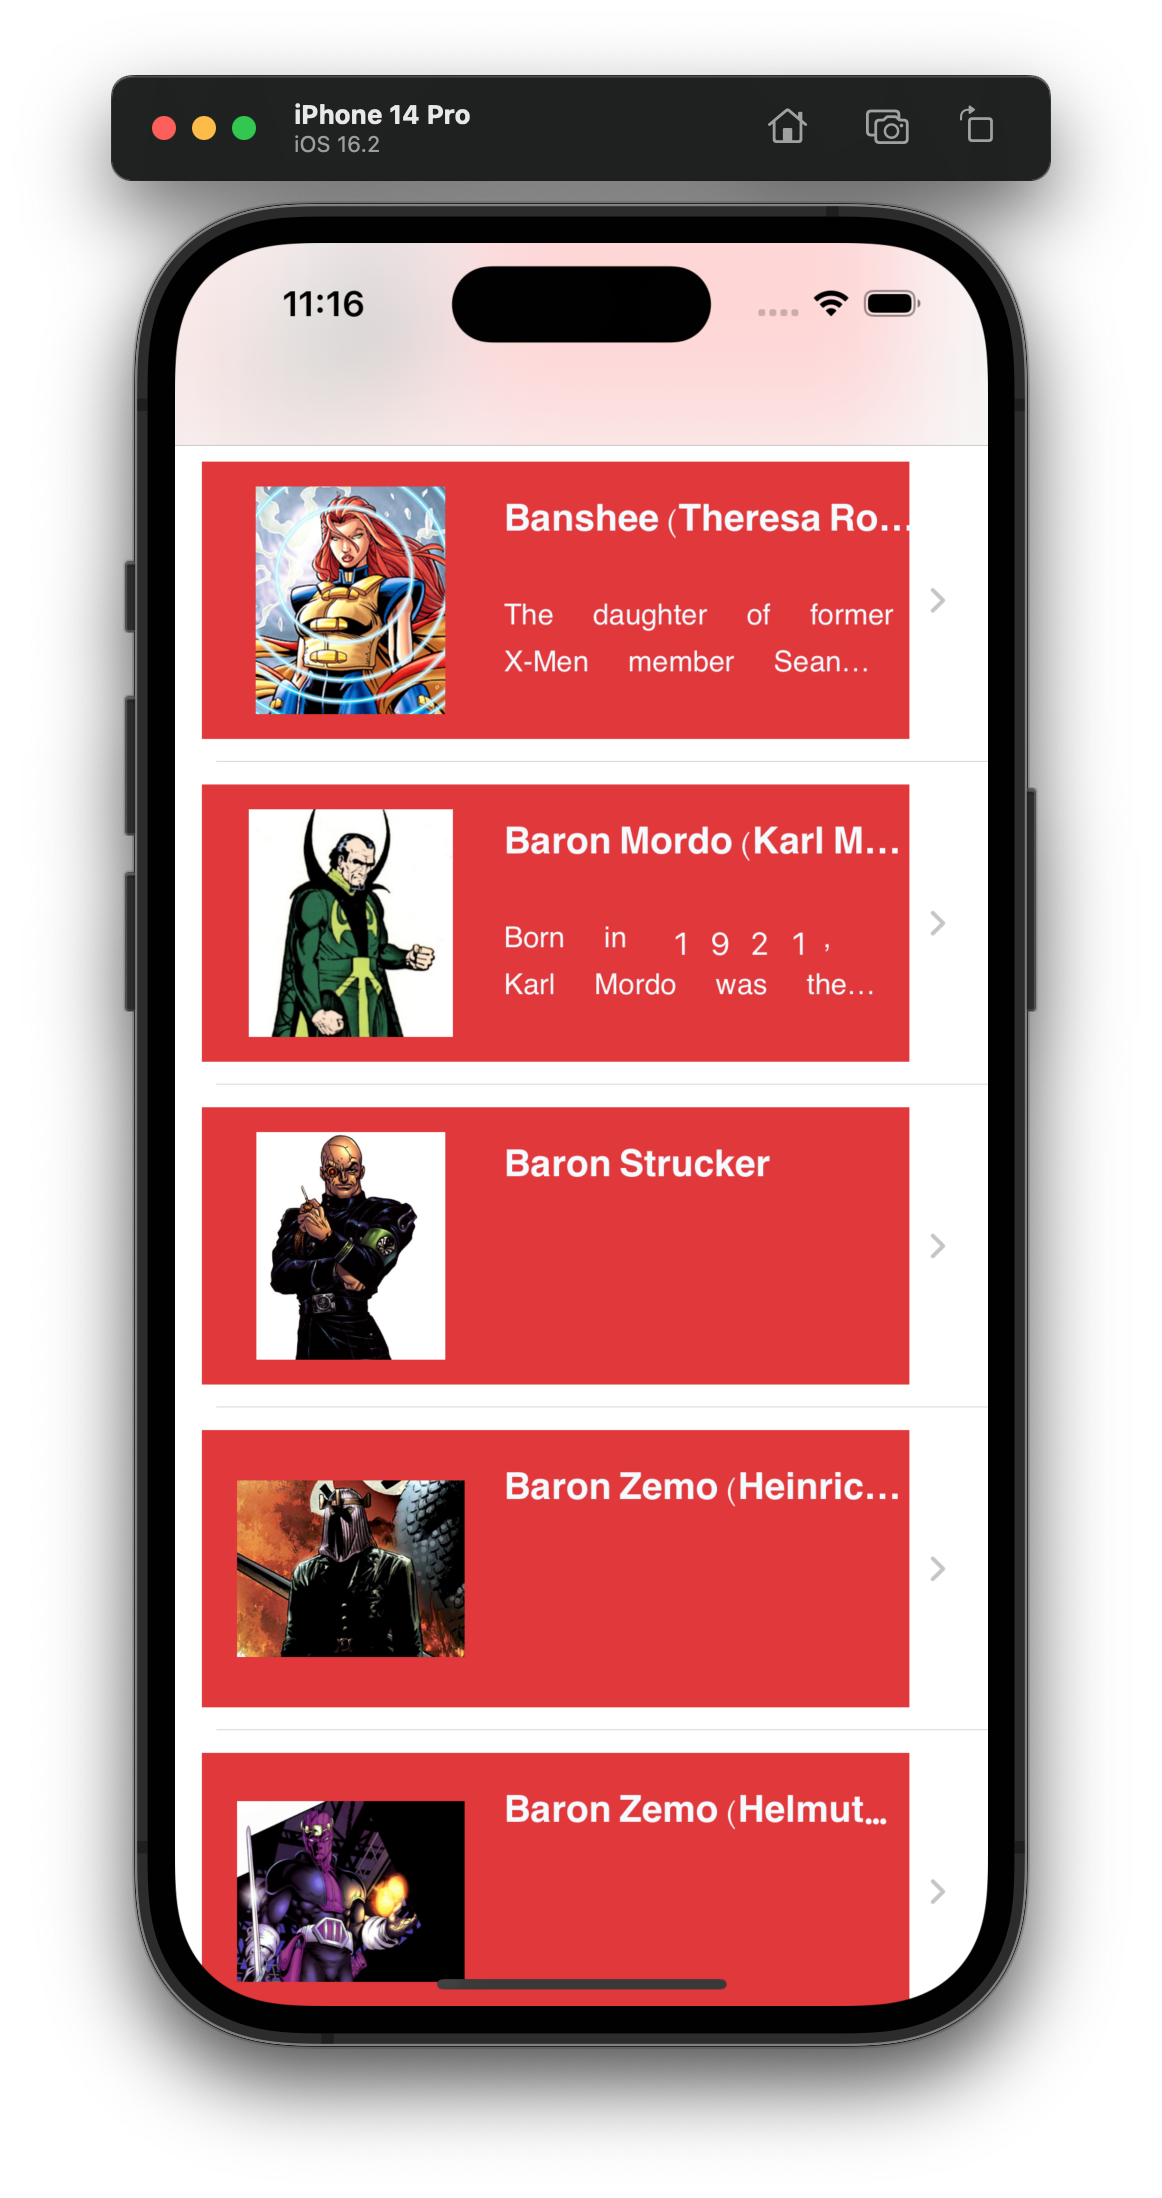 iPhone 14 Pro
iOS 16.2
11:16
Banshee (Theresa Ro...
The daughter of former
X-Men member Sean...
Baron Mordo (Karl M...
Born in 1921,
Karl Mordo was the...
Baron Strucker
Baron Zemo (Heinric...
Baron Zemo (Helmut...